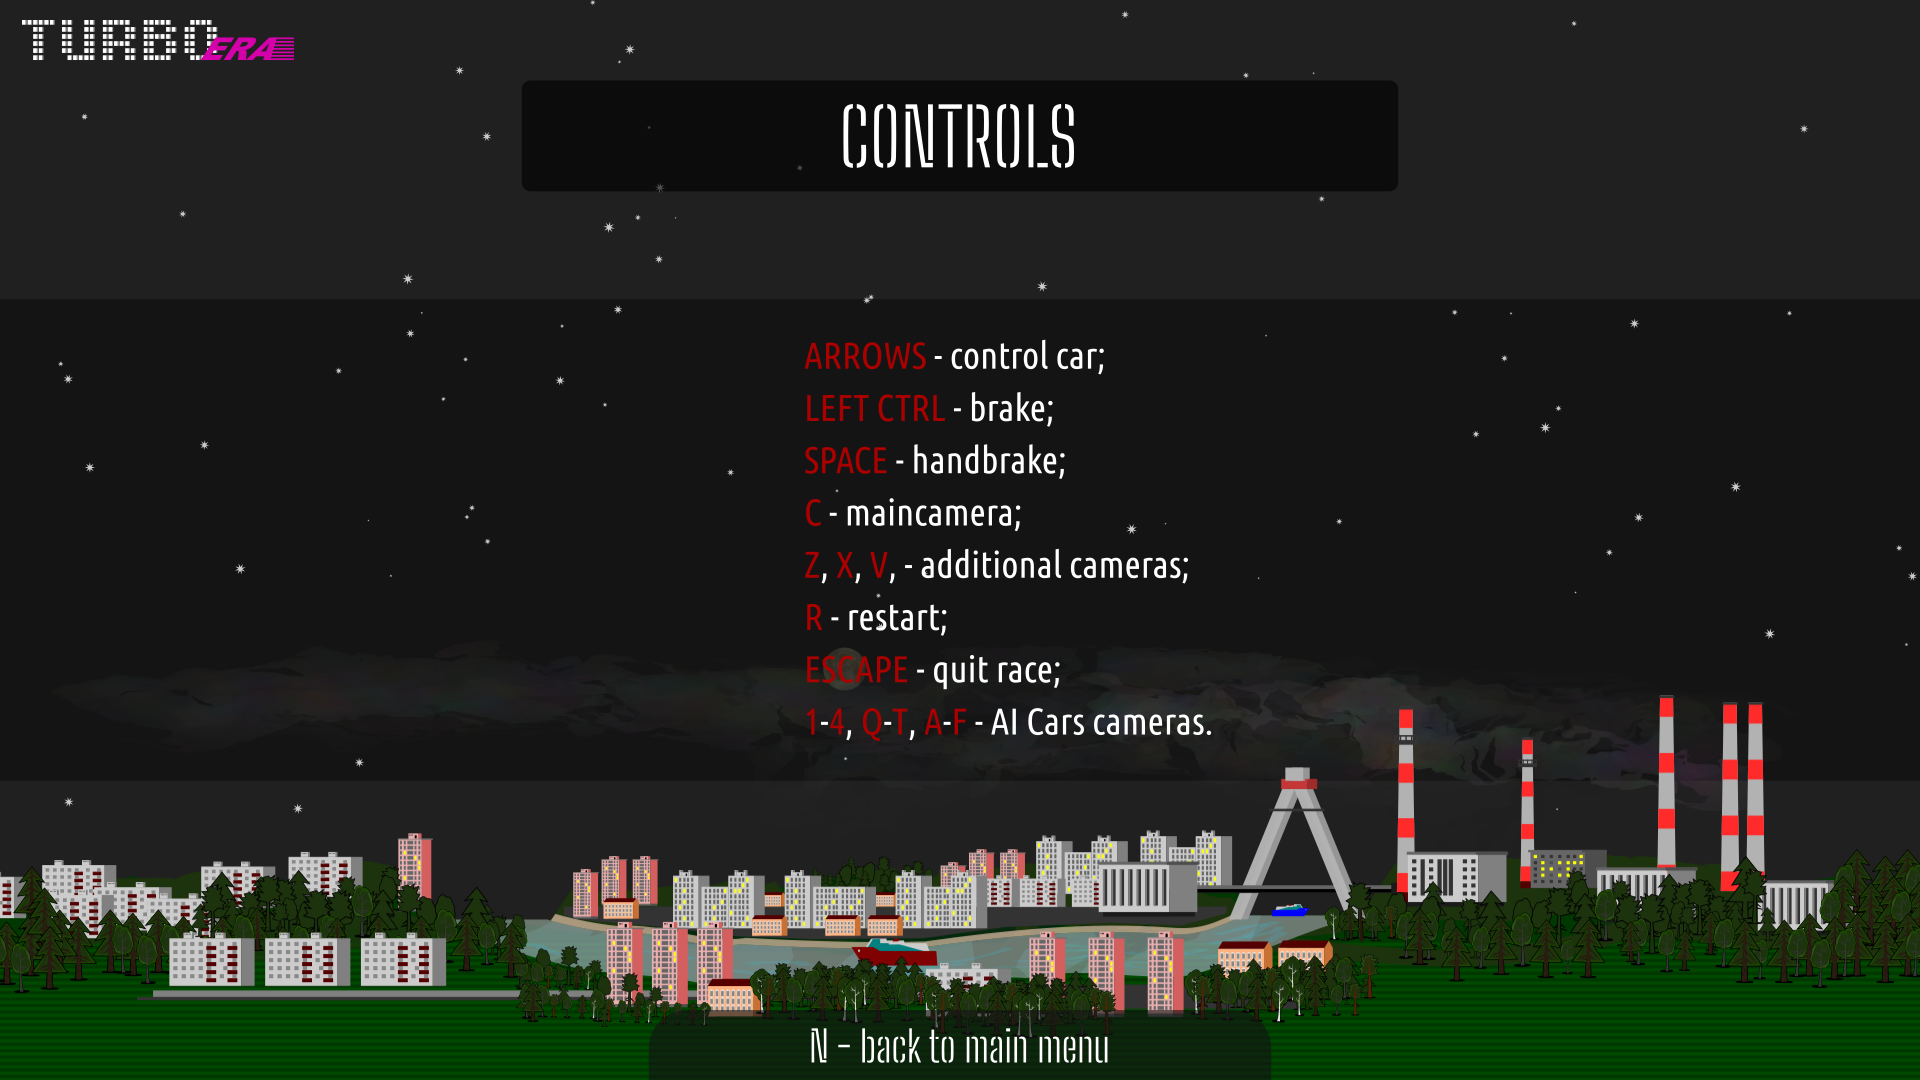 TURBO ERA
CONTROLS
ARROWS - control car;
LEFT CTRL - brake;
SPACE - handbrake;
C - maincamera;
Z, X, V, - additional cameras;
R - restart;
ESCAPE - quit race;
1-4, Q-T, A-F - AI Cars cameras.
N - back to main menu